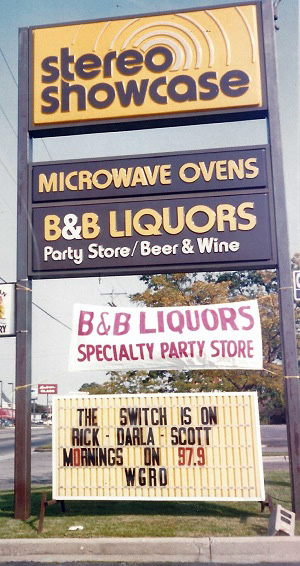 stereo
showcase
MICROWAVE OVENS
B&B LIQUORS
Party Store/Beer & Wine
B&B LIQUORS
SPECIALTY PARTY STORE
THE SWITCH IS ON
RICK - DARLA - SCOTT
MORNINGS ON 97.9
WGRD